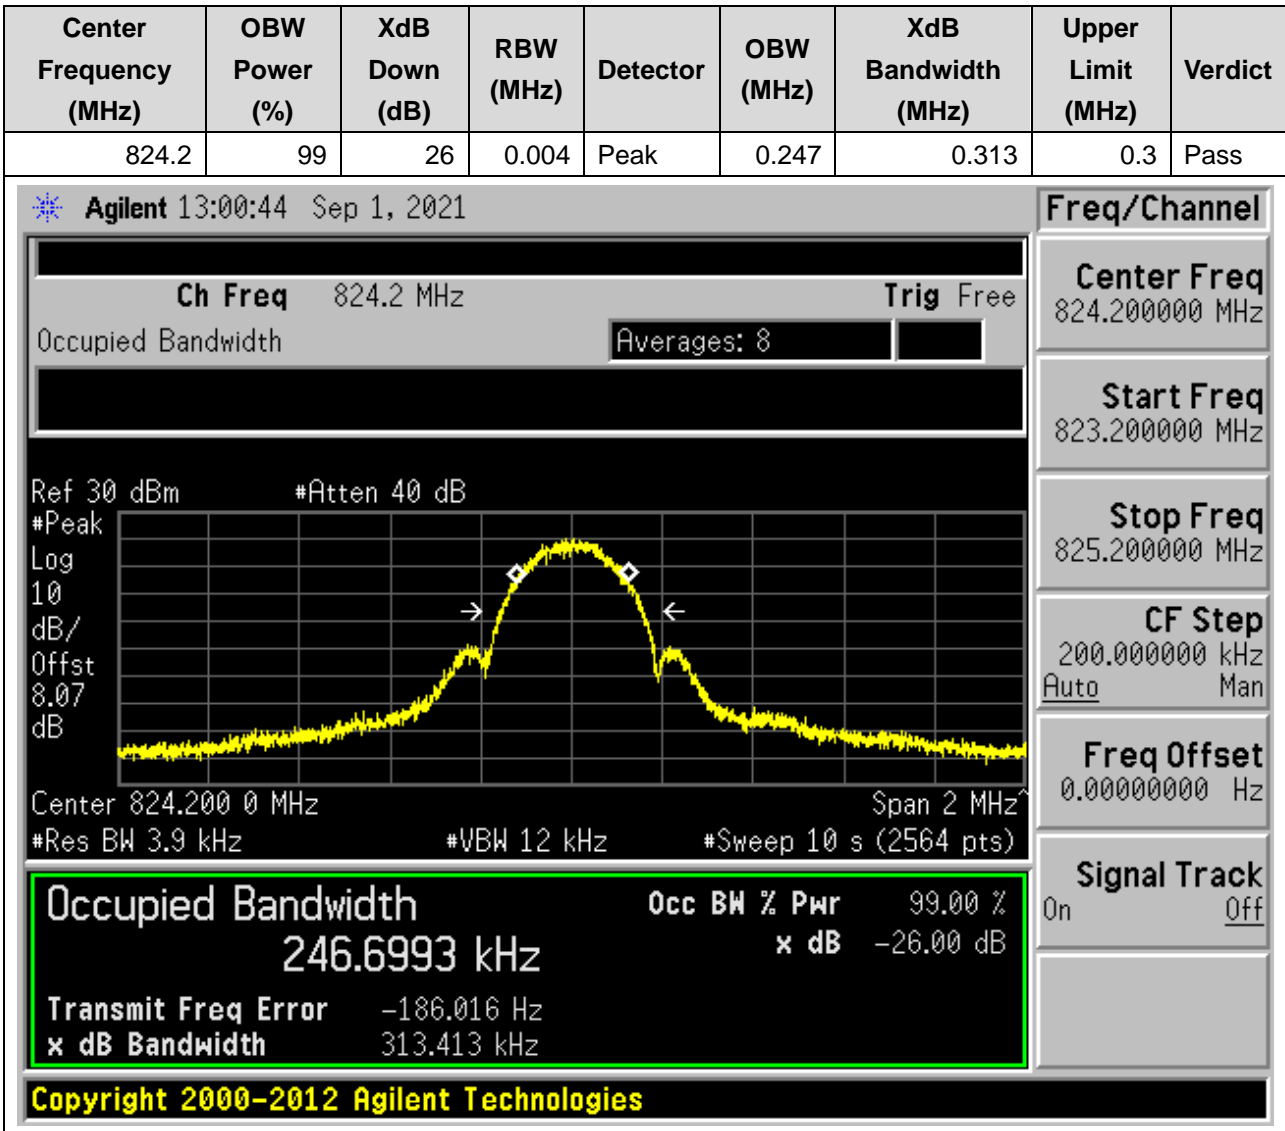 Center Frequency (MHz) OBW Power (%) XdB Down (dB) RBW (MHz) Detector OBW (MHz) XdB Bandwidth (MHz) Upper Limit (MHz) Verdict
824.2 99 26 0.004 Peak 0.247 0.313 0.3 Pass
Agilent 13:00:44 Sep 1, 2021
Freq/Channel
Ch Freq 824.2 MHz Trig Free
Occupied Bandwidth Averages: 8
Center Freq
824.200000 MHz
Start Freq
823.200000 MHz
Stop Freq
825.200000 MHz
CF Step
200.000000 kHz
Auto Man
Freq Offset
0.00000000 Hz
Signal Track
On Off
Ref 30 dBm #Atten 40 dB
#Peak
Log
10
dB/
Offst
8.07
dB
Center 824.200 0 MHz Span 2 MHz^
#Res BW 3.9 kHz #VBW 12 kHz #Sweep 10 s (2564 pts)
Occupied Bandwidth Occ BW % Pwr 99.00 %
246.6993 kHz x dB -26.00 dB
Transmit Freq Error -186.016 Hz
x dB Bandwidth 313.413 kHz
Copyright 2000-2012 Agilent Technologies